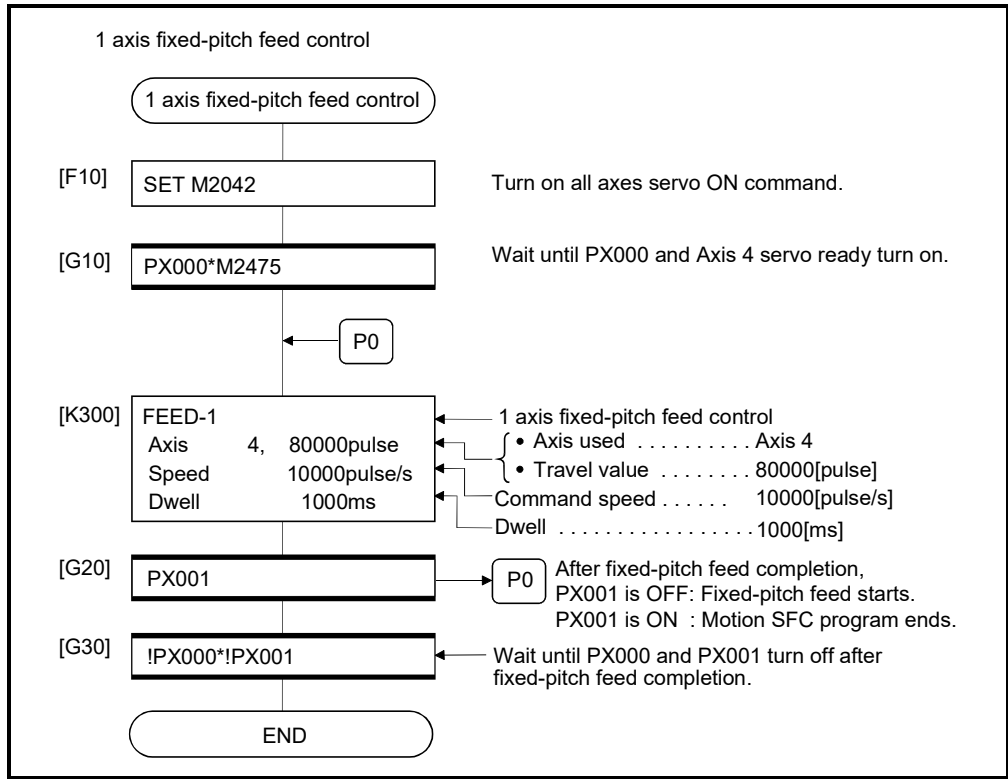 1 axis fixed-pitch feed control
1 axis fixed-pitch feed control
[F10] SET M2042 Turn on all axes servo ON command.
[G10] PX000*M2475 Wait until PX000 and Axis 4 servo ready turn on.
P0
[K300] FEED-1 1 axis fixed-pitch feed control
Axis 4, 80000pulse • Axis used . . . . . . . . . . Axis 4
• Travel value . . . . . . . . 80000[pulse]
Speed 10000pulse/s Command speed . . . . . . 10000[pulse/s]
Dwell 1000ms Dwell . . . . . . . . . . . . . . . . . 1000[ms]
[G20] PX001 P0 After fixed-pitch feed completion,
PX001 is OFF: Fixed-pitch feed starts.
PX001 is ON : Motion SFC program ends.
[G30] !PX000*!PX001 Wait until PX000 and PX001 turn off after
fixed-pitch feed completion.
END